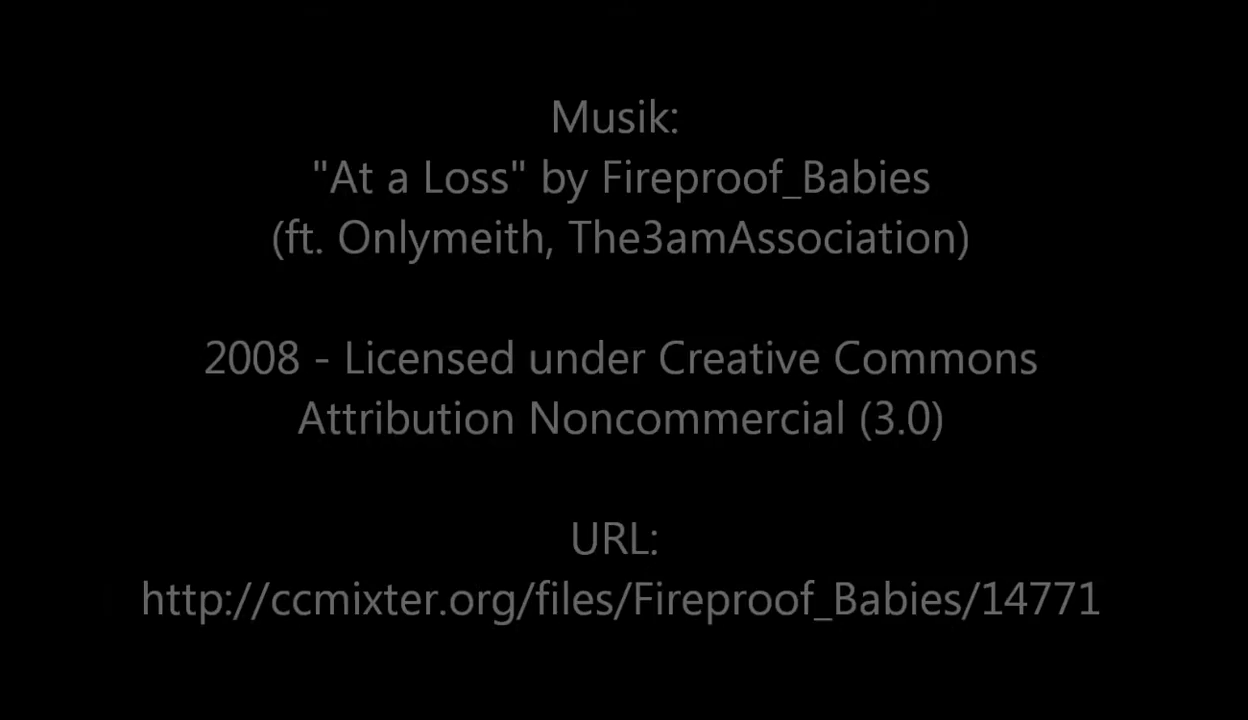 Musik:
"At a Loss" by Fireproof_Babies
(ft. Onlymeith, The3amAssociation)
2008 - Licensed under Creative Commons
Attribution Noncommercial (3.0)
URL:
http://ccmixter.org/files/Fireproof_Babies/14771